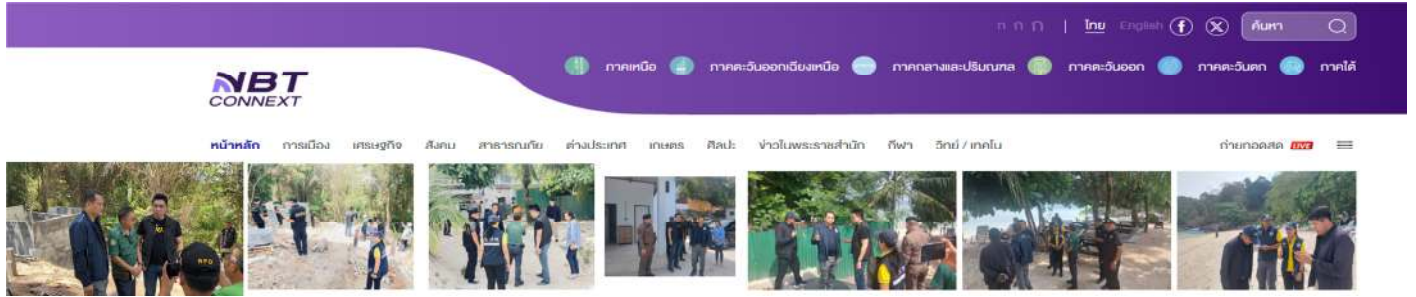 ก ก ก | ไทย English ค้นหา
ภาคเหนือ ภาคตะวันออกเฉียงเหนือ ภาคกลางและปริมณฑล ภาคตะวันออก ภาคตะวันตก ภาคใต้
NBT
CONNEXT
หน้าหลัก การเมือง เศรษฐกิจ สังคม สาธารณภัย ต่างประเทศ เกษตร ศิลปะ ข่าวในพระราชสำนัก กีฬา วิทย์ / เทคโน ถ่ายทอดสด LIVE